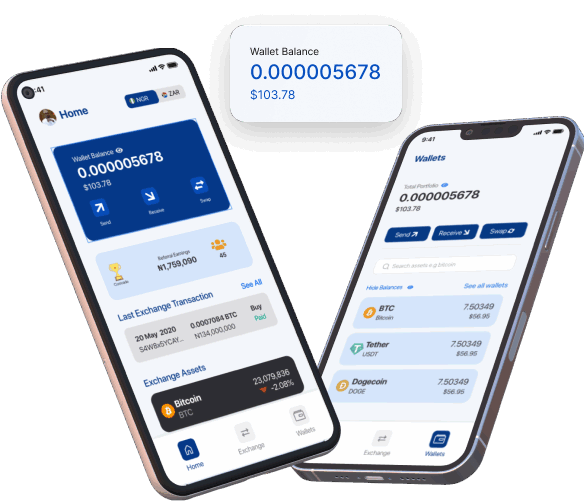 Wallet Balance
0.000005678
$103.78
9:41
Home
NGR
ZAR
Wallet Balance
0.000005678
$103.78
Send
Receive
Swap
Referral Earning
₦1,759,090
45
Last Exchange Transaction
See All
20 May 2020
0.0007084 BTC
Buy
S4WBx5YCAY...
N134,000,000
Paid
Exchange Assets
Bitcoin
BTC
23,079,836
-2.08%
Home
Exchange
Wallets
9:41
Wallets
Total Portfolio
0.000005678
$103.78
Send
Receive
Swap
Search assets e.g bitcoin
Hide Balances
See all wallets
BTC
Bitcoin
7.50349
$56.95
Tether
USDT
7.50349
$56.95
Dogecoin
DOGE
7.50349
$56.95
Exchange
Wallets